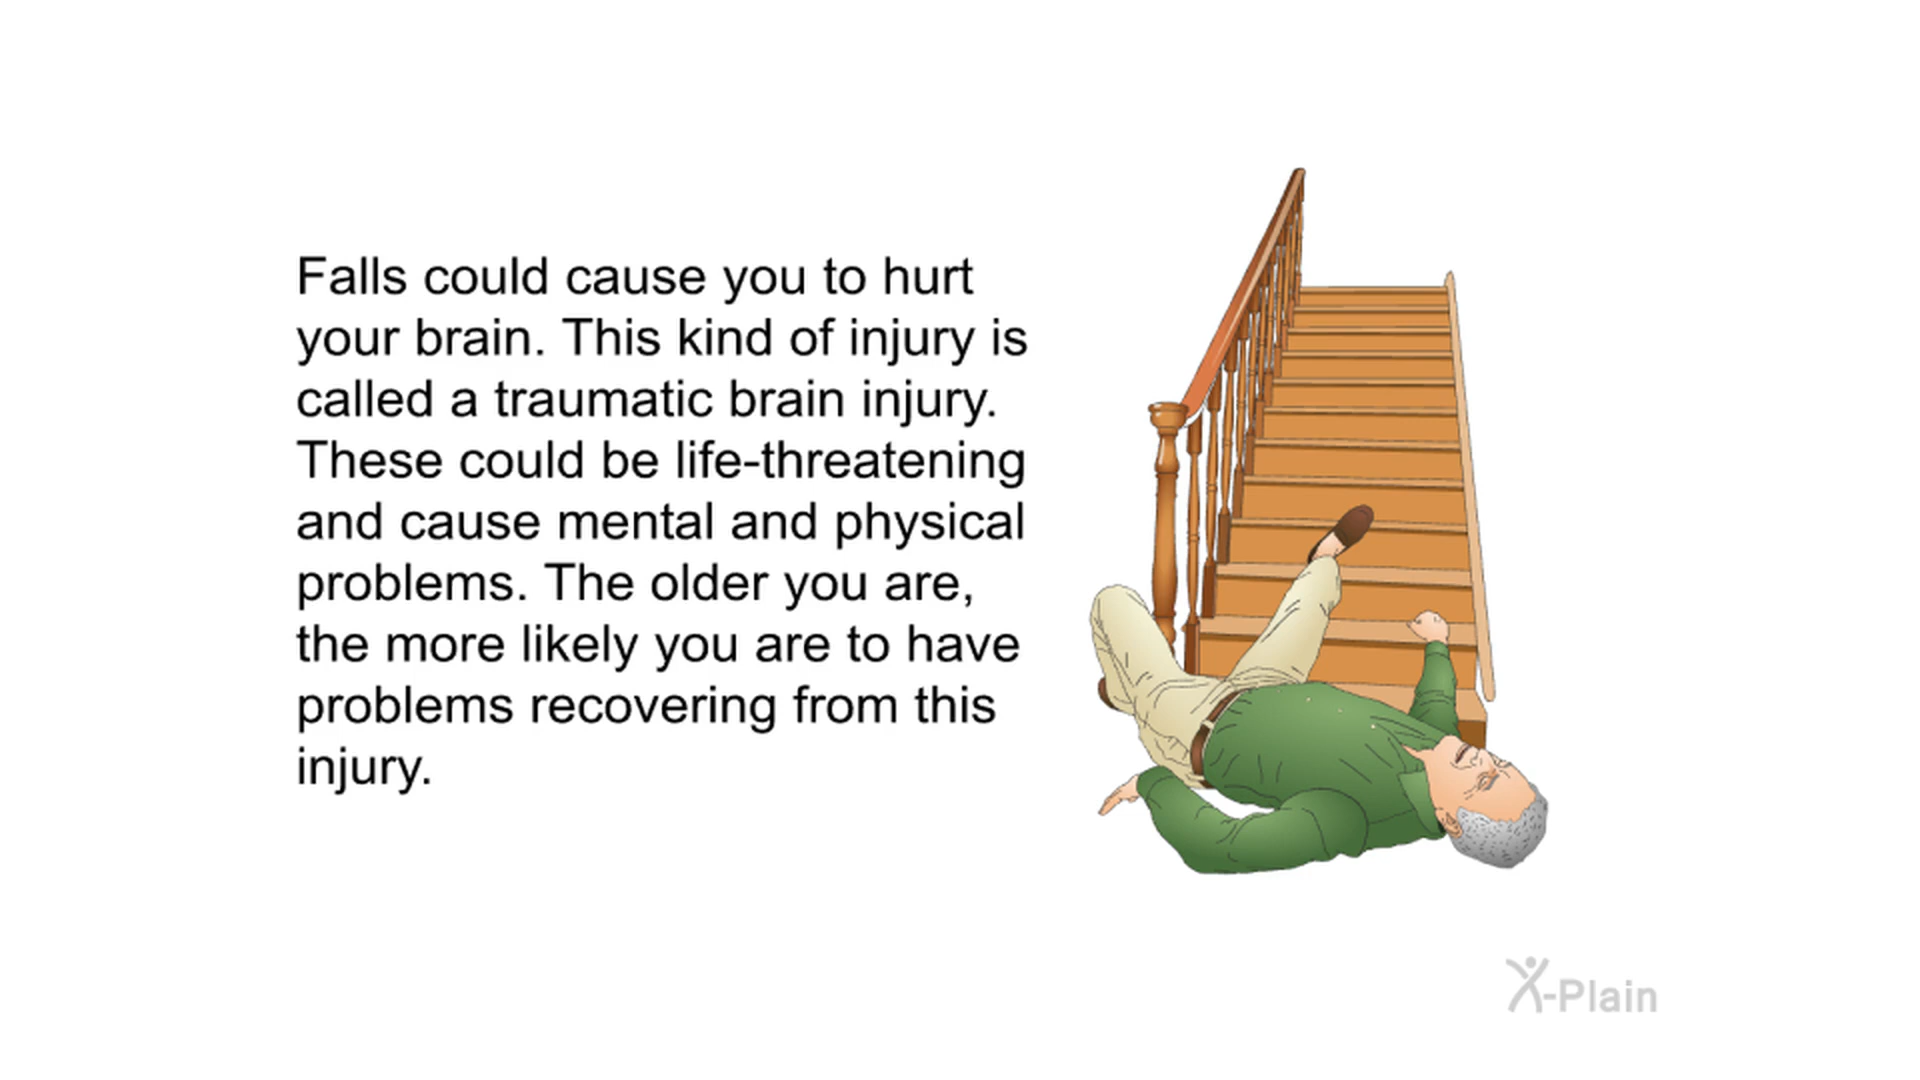 Falls could cause you to hurt
your brain. This kind of injury is
called a traumatic brain injury.
These could be life-threatening
and cause mental and physical
problems. The older you are,
the more likely you are to have
problems recovering from this
injury.
X-Plain